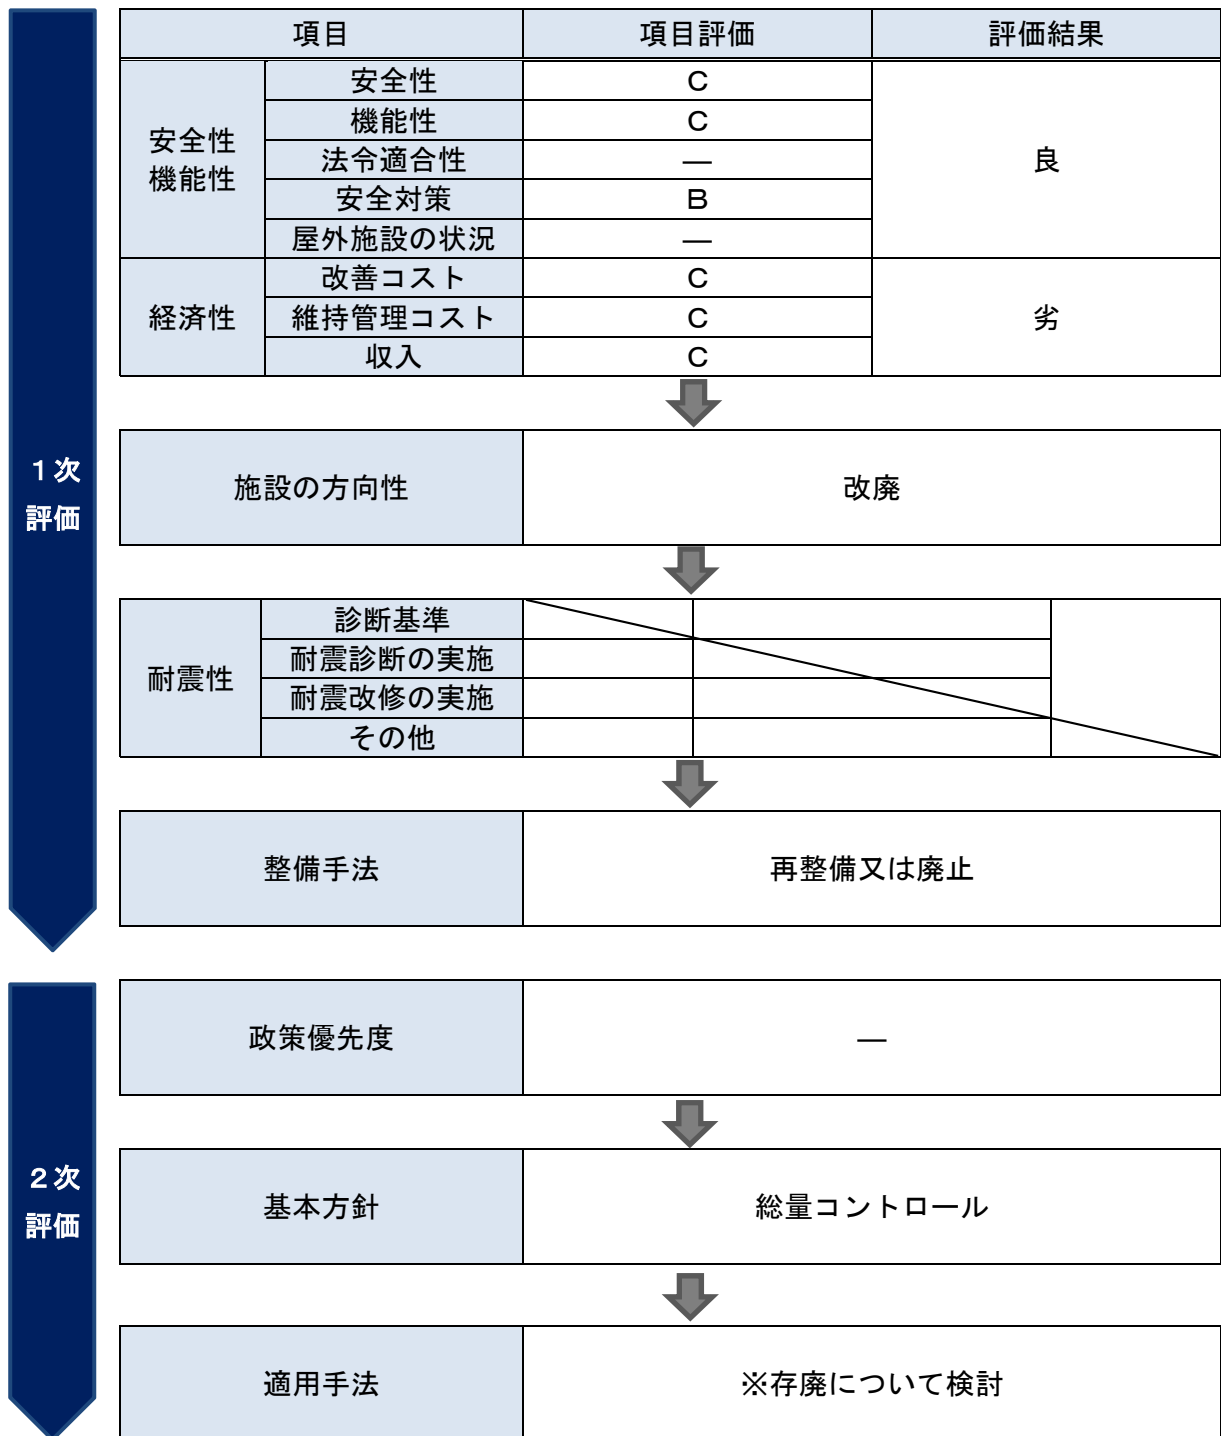 項目 項目評価 評価結果
安全性
機能性
安全性 C
機能性 C
法令適合性 ―
安全対策 B
屋外施設の状況 ―
良
経済性
改善コスト C
維持管理コスト C
収入 C
劣
1次
評価
施設の方向性 改廃
耐震性
診断基準
耐震診断の実施
耐震改修の実施
その他
整備手法 再整備又は廃止
2次
評価
政策優先度 ―
基本方針 総量コントロール
適用手法 ※存廃について検討